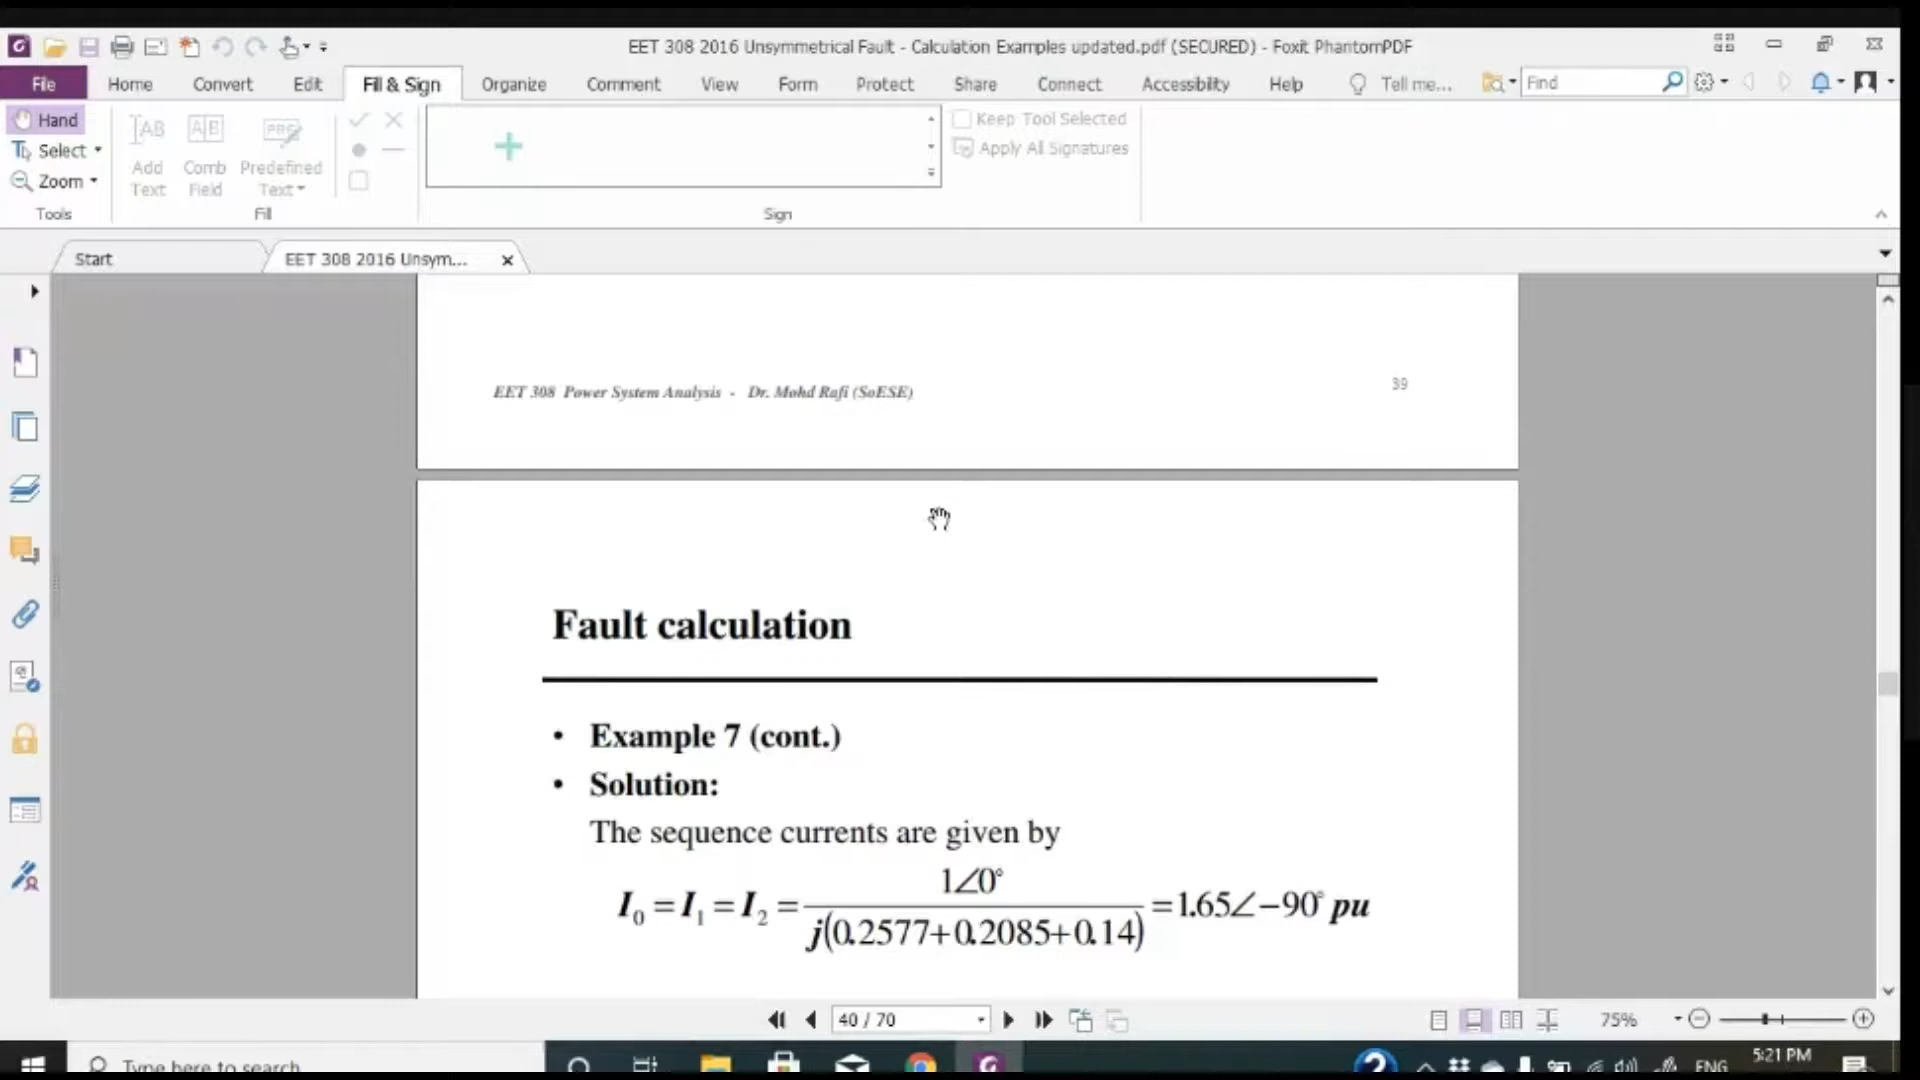 EET 308 2016 Unsymmetrical Fault - Calculation Examples updated.pdf (SECURED) - Foxit PhantomPDF
File Home Convert Edit Fill & Sign Organize Comment View Form Protect Share Connect Accessibility Help Tell me... Find
Hand
Select
Zoom
Tools
Add Text
Comb Field
Predefined Text
Fill
Keep Tool Selected
Apply All Signatures
Sign
Start
EET 308 2016 Unsym...
EET 308 Power System Analysis - Dr. Mohd Rafi (SoESE)
39
Fault calculation
• Example 7 (cont.)
• Solution:
The sequence currents are given by
I₀ = I₁ = I₂ = 1∠0° / j(0.2577+0.2085+0.14) = 1.65∠−90° pu
40 / 70
75%
Type here to search
ENG
5:21 PM